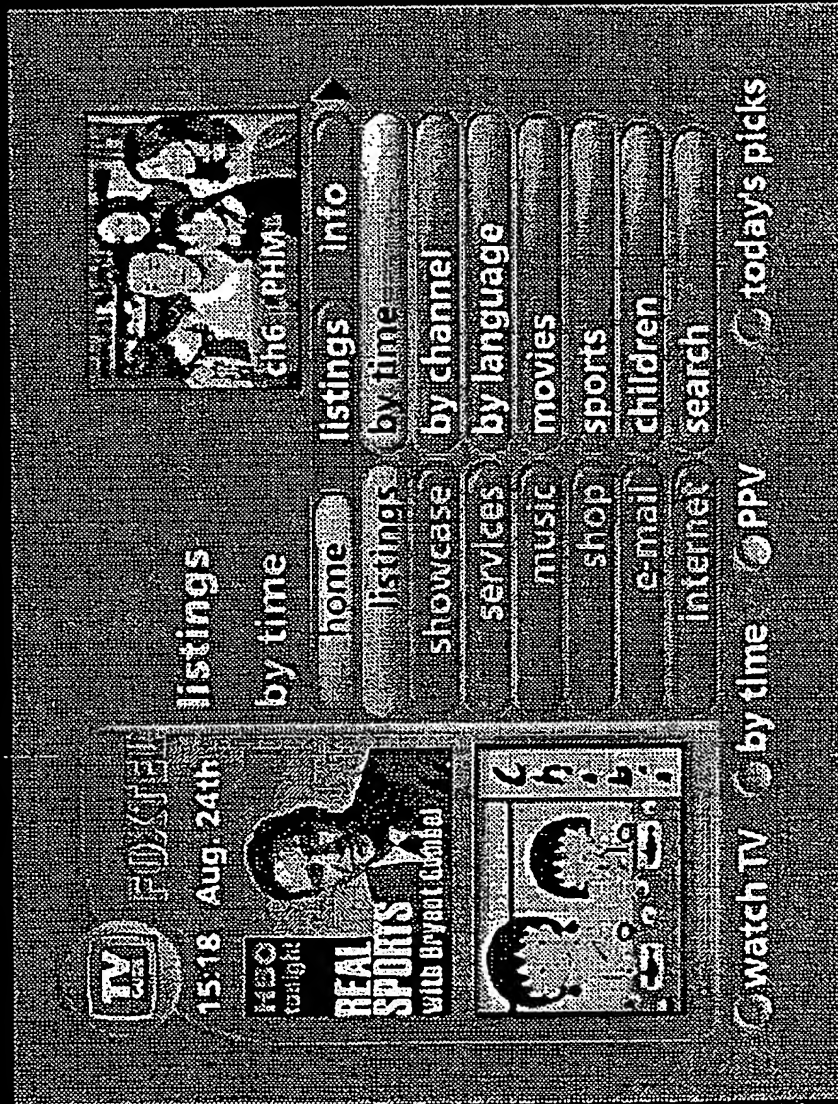 TV
FOXTEL
15:18 Aug. 24th
HBO
tonight
REAL
SPORTS
with Bryant Gumbel
listings
by time
home
listings
showcase
services
music
shop
e-mail
internet
listings info
by time
by channel
by language
movies
sports
children
search
watch TV
by time
PPV
today's picks